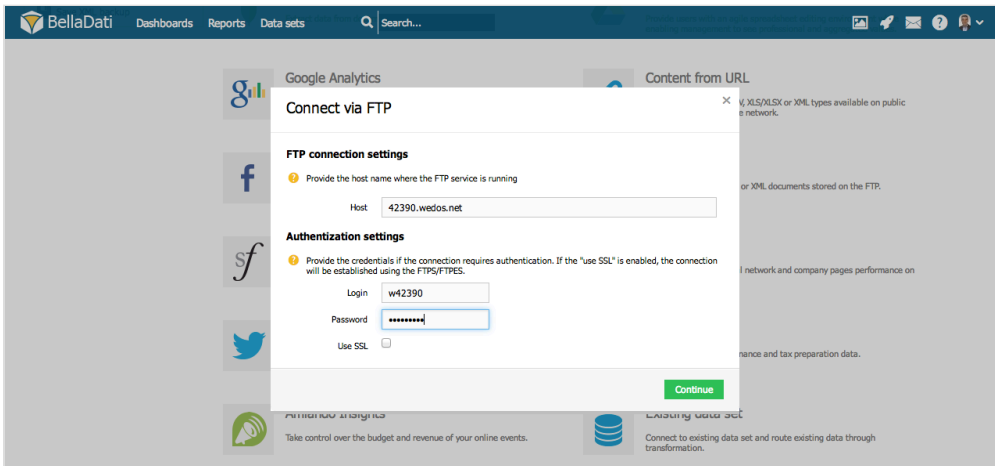 BellaDati Dashboards Reports Data sets Search...
Google Analytics
Content from URL
XLS/XLSX or XML types available on public
network.
Connect via FTP
FTP connection settings
Provide the host name where the FTP service is running
or XML documents stored on the FTP.
Host 42390.wedos.net
Authentization settings
Provide the credentials if the connection requires authentication. If the "use SSL" is enabled, the connection
will be established using the FTPS/FTPES.
l network and company pages performance on
Login w42390
Password •••••••••
Use SSL
nance and tax preparation data.
Continue
Amiando Insights
Existing data set
Take control over the budget and revenue of your online events.
Connect to existing data set and route existing data through
transformation.